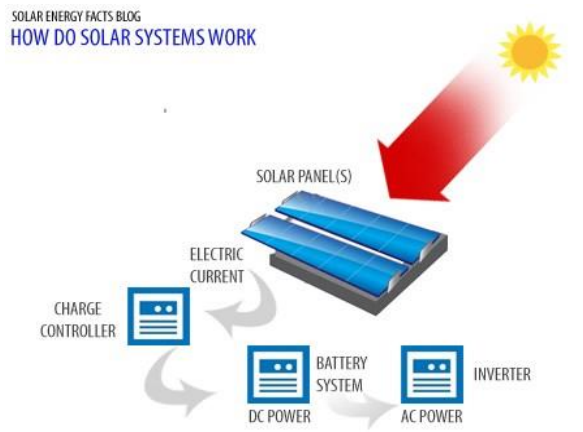 SOLAR ENERGY FACTS BLOG
HOW DO SOLAR SYSTEMS WORK
SOLAR PANEL(S)
ELECTRIC
CURRENT
CHARGE
CONTROLLER
BATTERY
SYSTEM
INVERTER
DC POWER
AC POWER